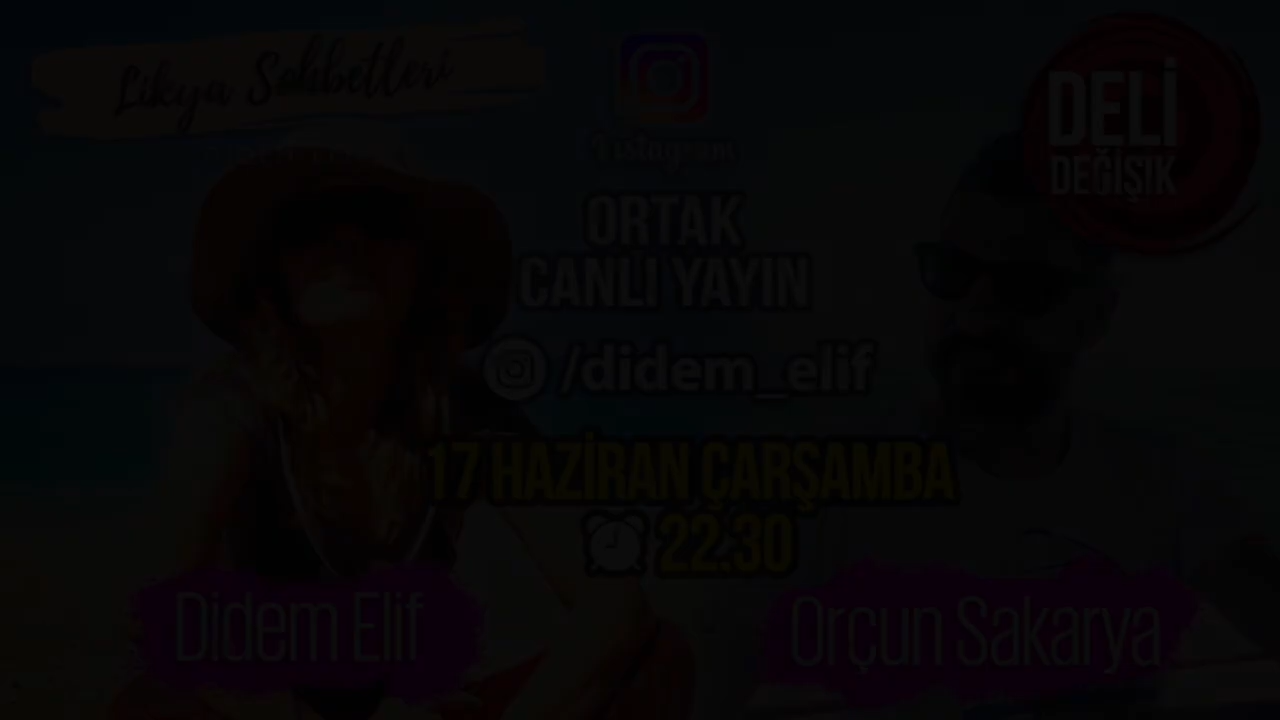 Likya Sohbetleri
DELİ
DEĞİŞİK
Instagram
ORTAK
CANLI YAYIN
/didem_elif
17 HAZİRAN ÇARŞAMBA
22.30
Didem Elif
Orçun Sakarya